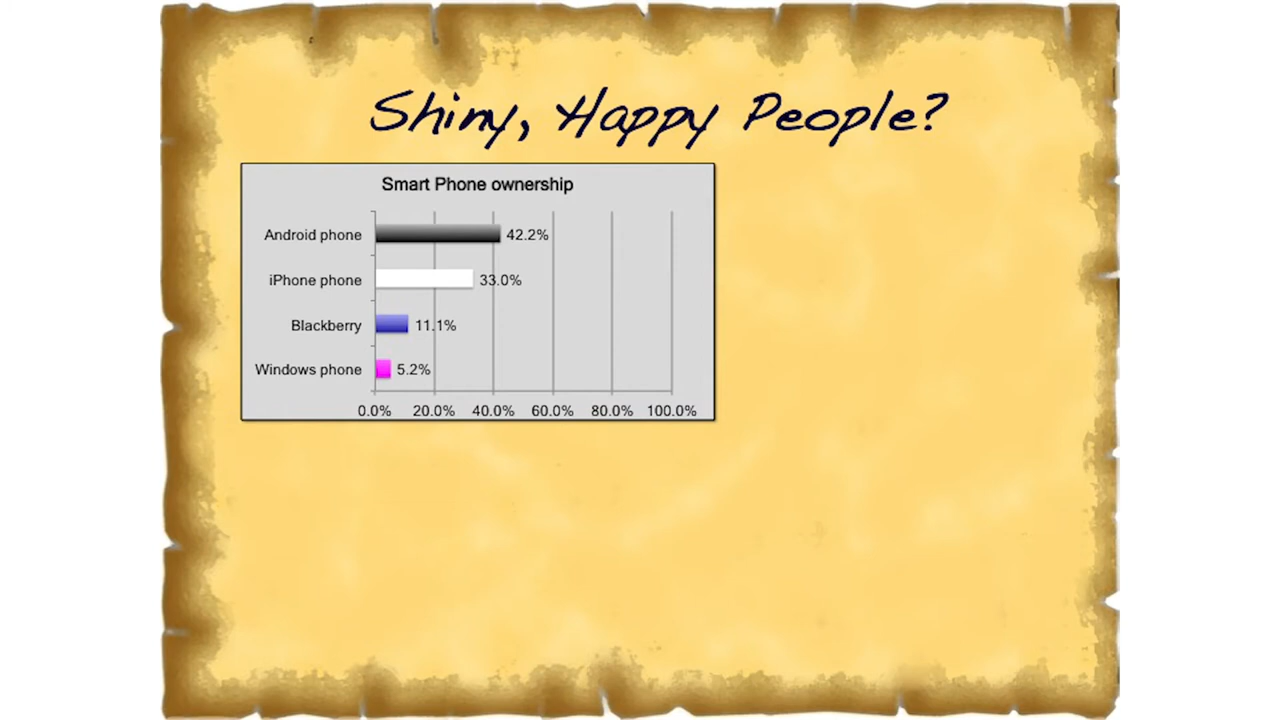 Shiny, Happy People?
Smart Phone ownership
Android phone 42.2%
iPhone phone 33.0%
Blackberry 11.1%
Windows phone 5.2%
0.0% 20.0% 40.0% 60.0% 80.0% 100.0%